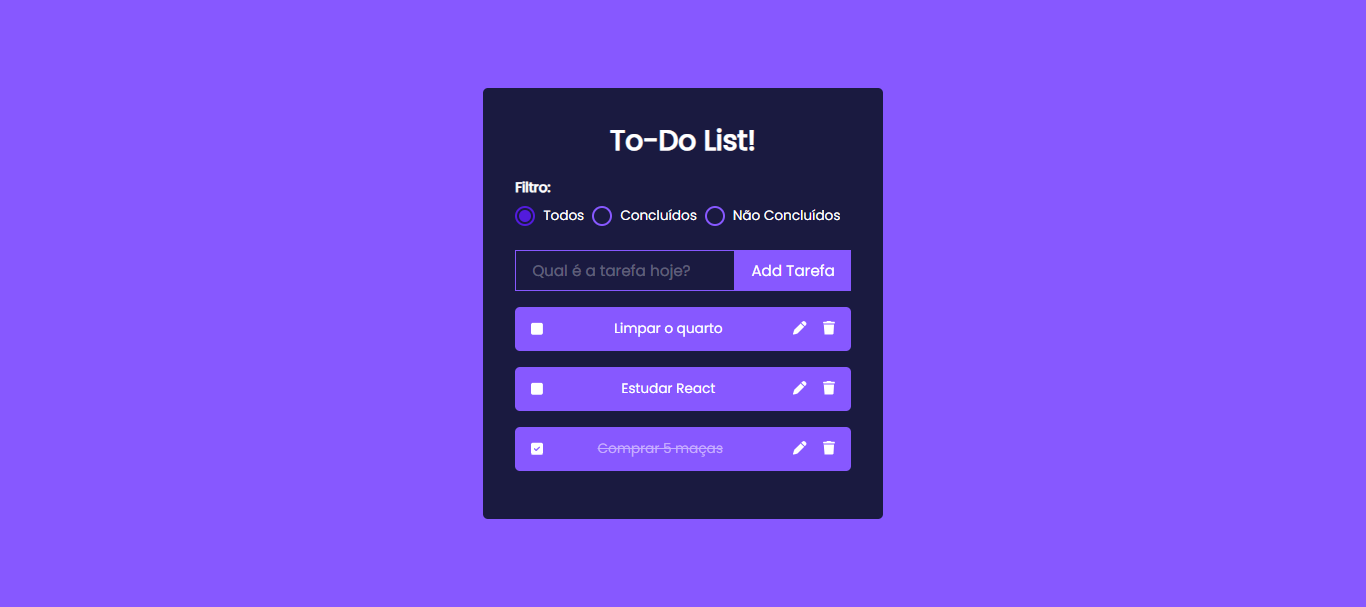 To-Do List!
Filtro:
Todos Concluídos Não Concluídos
Qual é a tarefa hoje? Add Tarefa
Limpar o quarto
Estudar React
Comprar 5 maças